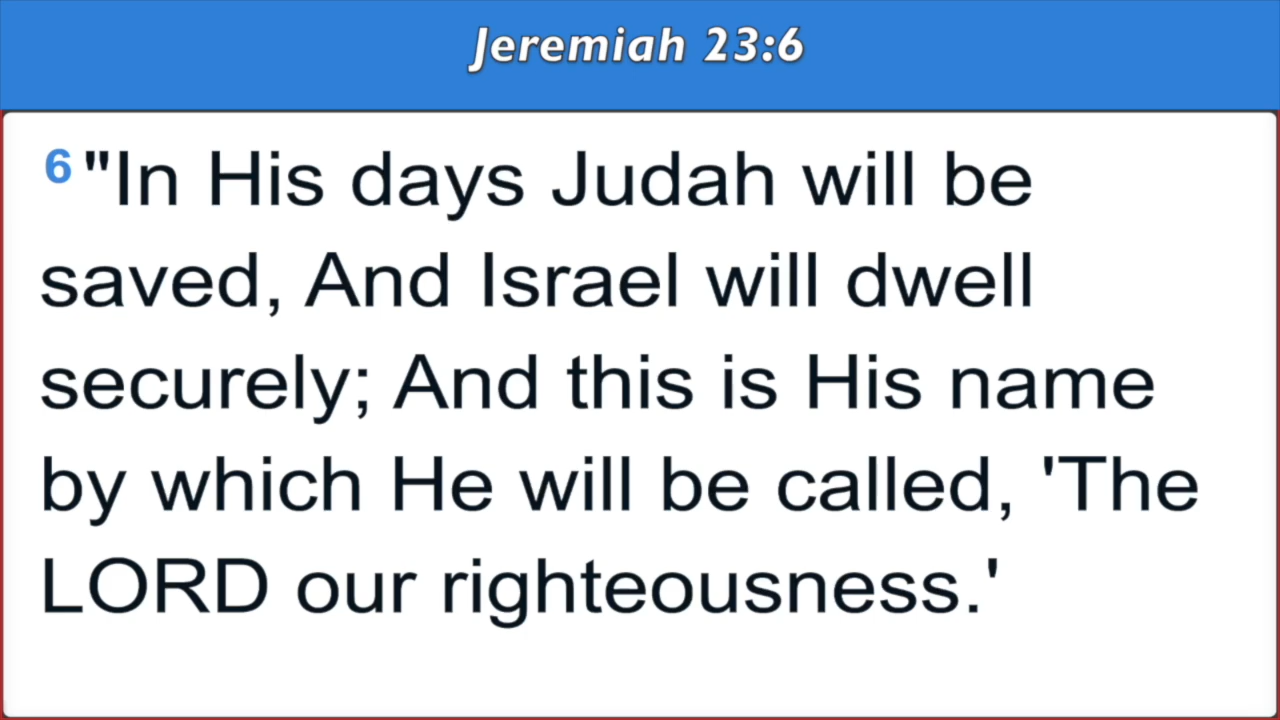 Jeremiah 23:6
6 "In His days Judah will be
saved, And Israel will dwell
securely; And this is His name
by which He will be called, 'The
LORD our righteousness.'